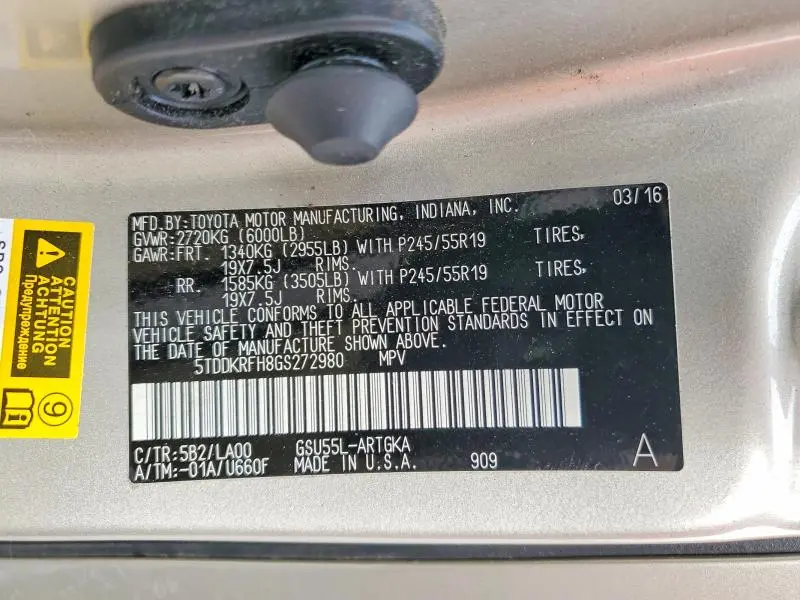 MFD.BY:TOYOTA MOTOR MANUFACTURING, INDIANA, INC. 03/16
GVWR:2720KG (6000LB)
GAWR:FRT. 1340KG (2955LB) WITH P245/55R19 TIRES,
19X7.5J RIMS.
RR. 1585KG (3505LB) WITH P245/55R19 TIRES,
19X7.5J RIMS.
THIS VEHICLE CONFORMS TO ALL APPLICABLE FEDERAL MOTOR
VEHICLE SAFETY AND THEFT PREVENTION STANDARDS IN EFFECT ON
THE DATE OF MANUFACTURE SHOWN ABOVE.
5TDDKRFH8GS272980 MPV
C/TR:5B2/LA00 GSU55L-ARTGKA
A/TM:-01A/U660F MADE IN U.S.A. 909 A
CAUTION
ATTENTION
ACHTUNG
Предупреждение
9